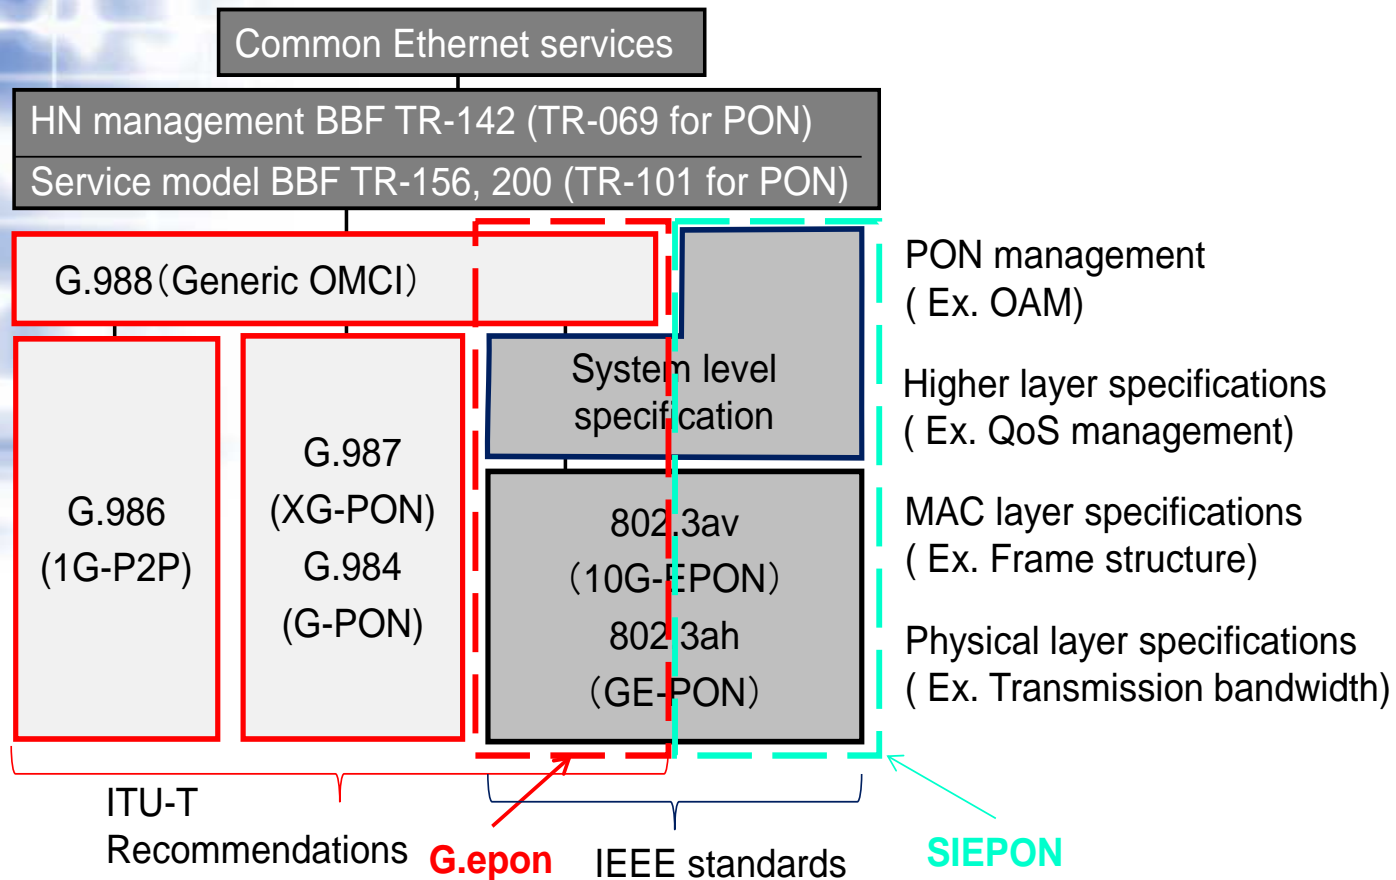 Common Ethernet services
HN management BBF TR-142 (TR-069 for PON)
Service model BBF TR-156, 200 (TR-101 for PON)
G.988（Generic OMCI）
PON management
( Ex. OAM)
System level
specification
Higher layer specifications
( Ex. QoS management)
G.986
(1G-P2P)
G.987
(XG-PON)
G.984
(G-PON)
802.3av
（10G-EPON）
802.3ah
（GE-PON）
MAC layer specifications
( Ex. Frame structure)
Physical layer specifications
( Ex. Transmission bandwidth)
ITU-T
Recommendations
G.epon
IEEE standards
SIEPON